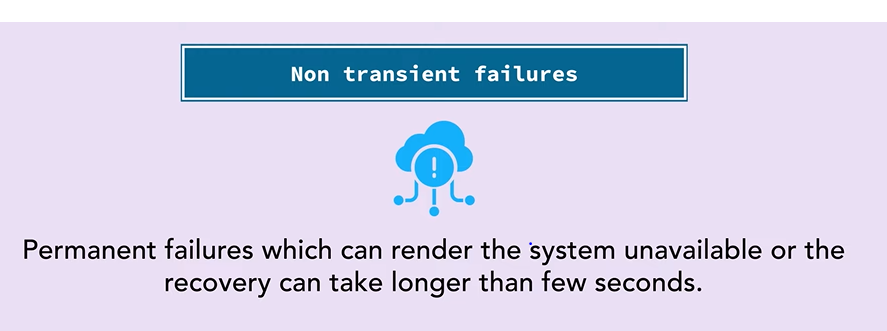 Non transient failures
Permanent failures which can render the system unavailable or the
recovery can take longer than few seconds.